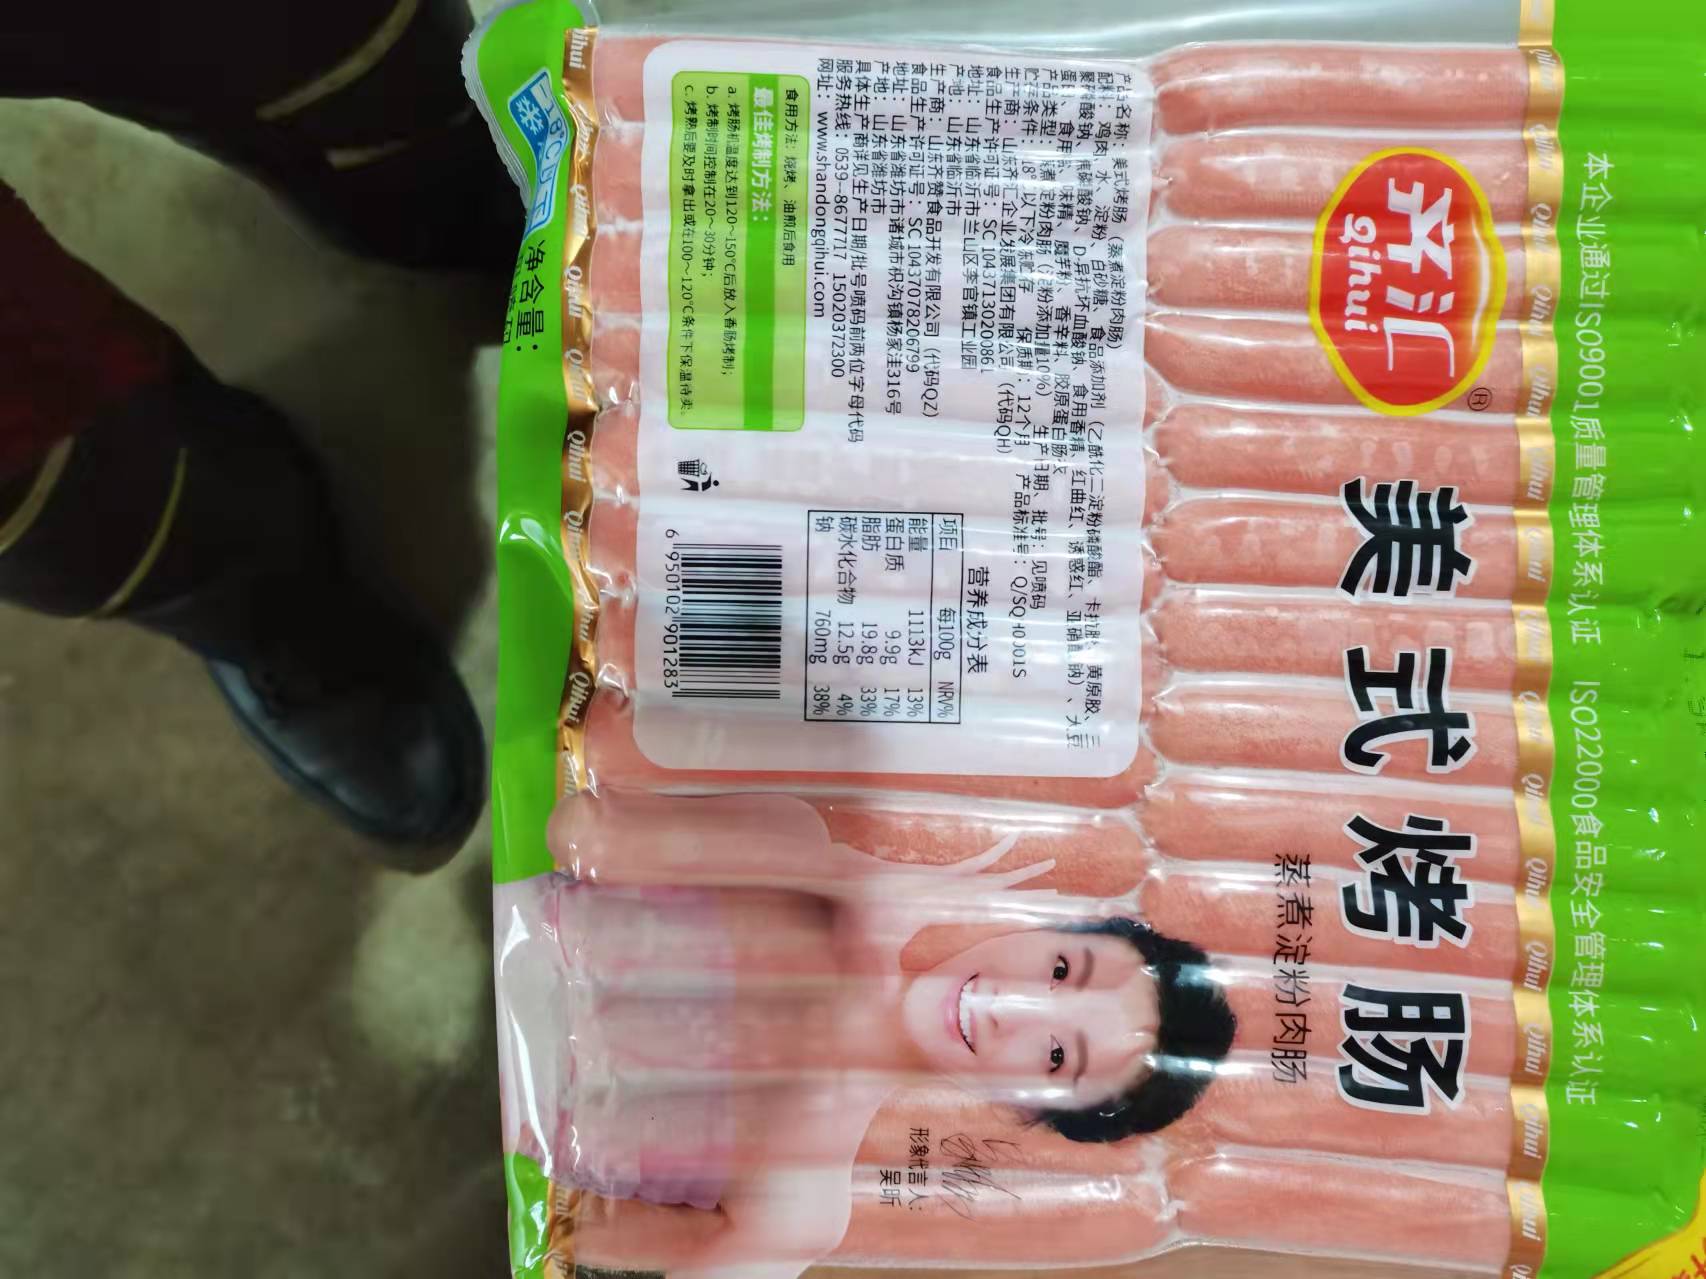 本企业通过ISO9001质量管理体系认证 ISO22000食品安全管理体系认证
齐汇
Qihui
®
美式烤肠
蒸煮淀粉肉肠
产品名称：美式烤肠（蒸煮淀粉肉肠）
配料：鸡肉、水、淀粉、白砂糖、食品添加剂（乙酰化二淀粉磷酸酯、卡拉胶、黄原胶、三
聚磷酸钠、焦磷酸钠、D-异抗坏血酸钠、食用香精、红曲红、诱惑红、亚硝酸钠）、大豆
蛋白、食用盐、味精、魔芋粉、香辛料、胶原蛋白肠衣
产品类型：蒸煮淀粉肉肠（淀粉添加量10%） 生产日期、批号：见喷码
贮存条件：-18°以下冷冻贮存 保质期：12个月 产品标准号：Q/SQH0001S
生产商：山东齐汇企业发展集团有限公司（代码QH）
食品生产许可证号：SC
地址：山东省临沂市兰山区李官镇工业园
产地：山东省临沂市
生产商：山东齐赞食品开发有限公司（代码QZ）
食品生产许可证号：SC10437078206799
地址：山东省潍坊市诸城市枳沟镇杨家洼316号
产地：山东省潍坊市
具体生产商详见生产日期/批号喷码前两位字母代码
服务热线：0539-8677717 15020372300
网址：www.shandongqihui.com
食用方法：烧烤、油煎后食用
最佳烤制方法：
a. 烤肠机温度达到120～150℃后放入香肠烤制；
b. 烤制时间控制在20～30分钟；
c. 烤熟后要及时拿出或在100～120℃条件下保温待卖。
营养成分表
项目 每100g NRV%
能量 1113kJ 13%
蛋白质 9.9g 17%
脂肪 19.8g 33%
碳水化合物 12.5g 4%
钠 760mg 38%
6 950102 901283
形象代言人：
吴昕
-18℃以下
净含量：
Qihui